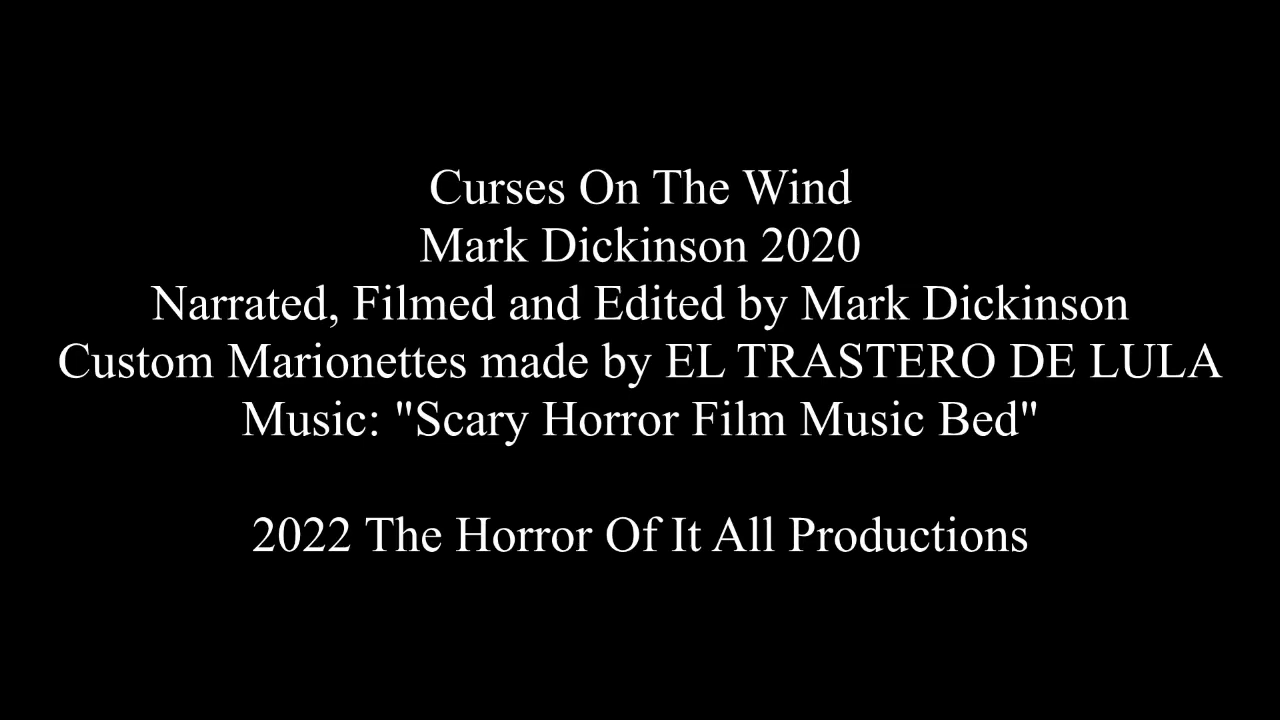 Curses On The Wind
Mark Dickinson 2020
Narrated, Filmed and Edited by Mark Dickinson
Custom Marionettes made by EL TRASTERO DE LULA
Music: "Scary Horror Film Music Bed"
2022 The Horror Of It All Productions